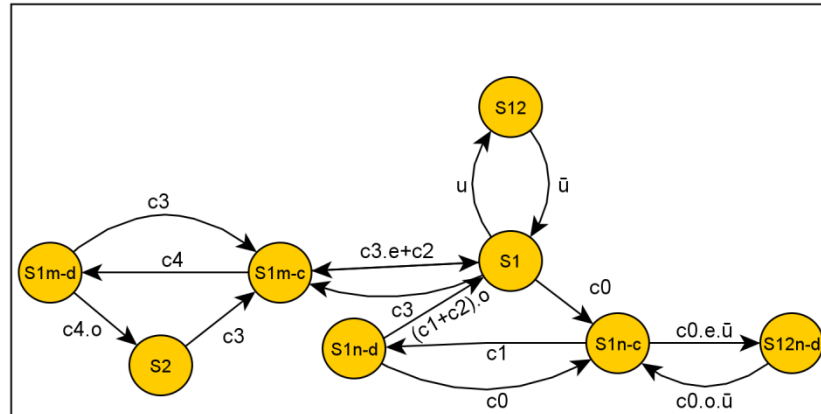 S12
u
ū
c3
c3.e+c2
S1m-d
c4
S1m-c
S1
c0
c4.o
c3
c3
(c1+c2).o
S2
S1n-d
c1
S1n-c
c0.e.ū
S12n-d
c0
c0.o.ū